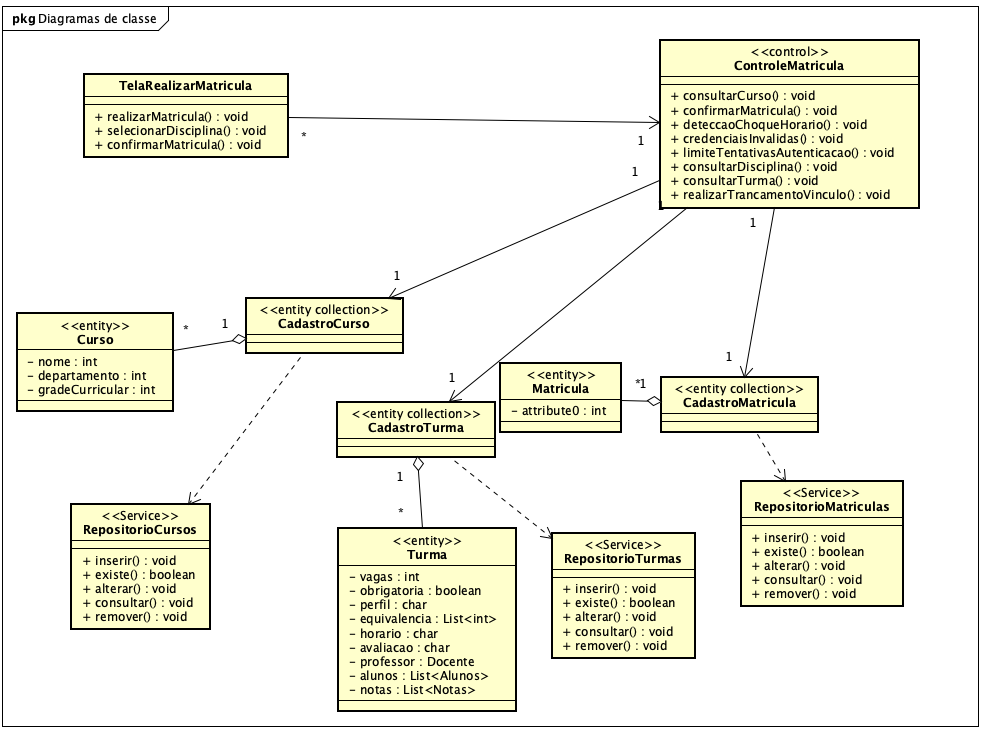 pkg Diagramas de classe
<<control>>
ControleMatricula
+ consultarCurso() : void
+ confirmarMatricula() : void
+ deteccaoChoqueHorario() : void
+ credenciaisInvalidas() : void
+ limiteTentativasAutenticacao() : void
+ consultarDisciplina() : void
+ consultarTurma() : void
+ realizarTrancamentoVinculo() : void
TelaRealizarMatricula
+ realizarMatricula() : void
+ selecionarDisciplina() : void
+ confirmarMatricula() : void
*
1
1
1
1
1
<<entity collection>>
CadastroCurso
<<entity>>
Curso
- nome : int
- departamento : int
- gradeCurricular : int
*
1
1
1
<<entity>>
Matricula
- attribute0 : int
*1
<<entity collection>>
CadastroMatricula
<<entity collection>>
CadastroTurma
1
*
<<Service>>
RepositorioMatriculas
+ inserir() : void
+ existe() : boolean
+ alterar() : void
+ consultar() : void
+ remover() : void
<<Service>>
RepositorioCursos
+ inserir() : void
+ existe() : boolean
+ alterar() : void
+ consultar() : void
+ remover() : void
<<entity>>
Turma
- vagas : int
- obrigatoria : boolean
- perfil : char
- equivalencia : List<int>
- horario : char
- avaliacao : char
- professor : Docente
- alunos : List<Alunos>
- notas : List<Notas>
<<Service>>
RepositorioTurmas
+ inserir() : void
+ existe() : boolean
+ alterar() : void
+ consultar() : void
+ remover() : void